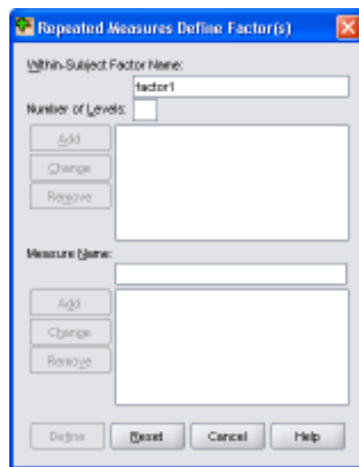 Repeated Measures Define Factor(s)
Within-Subject Factor Name:
factor1
Number of Levels:
Add
Change
Remove
Measure Name:
Add
Change
Remove
Define Reset Cancel Help